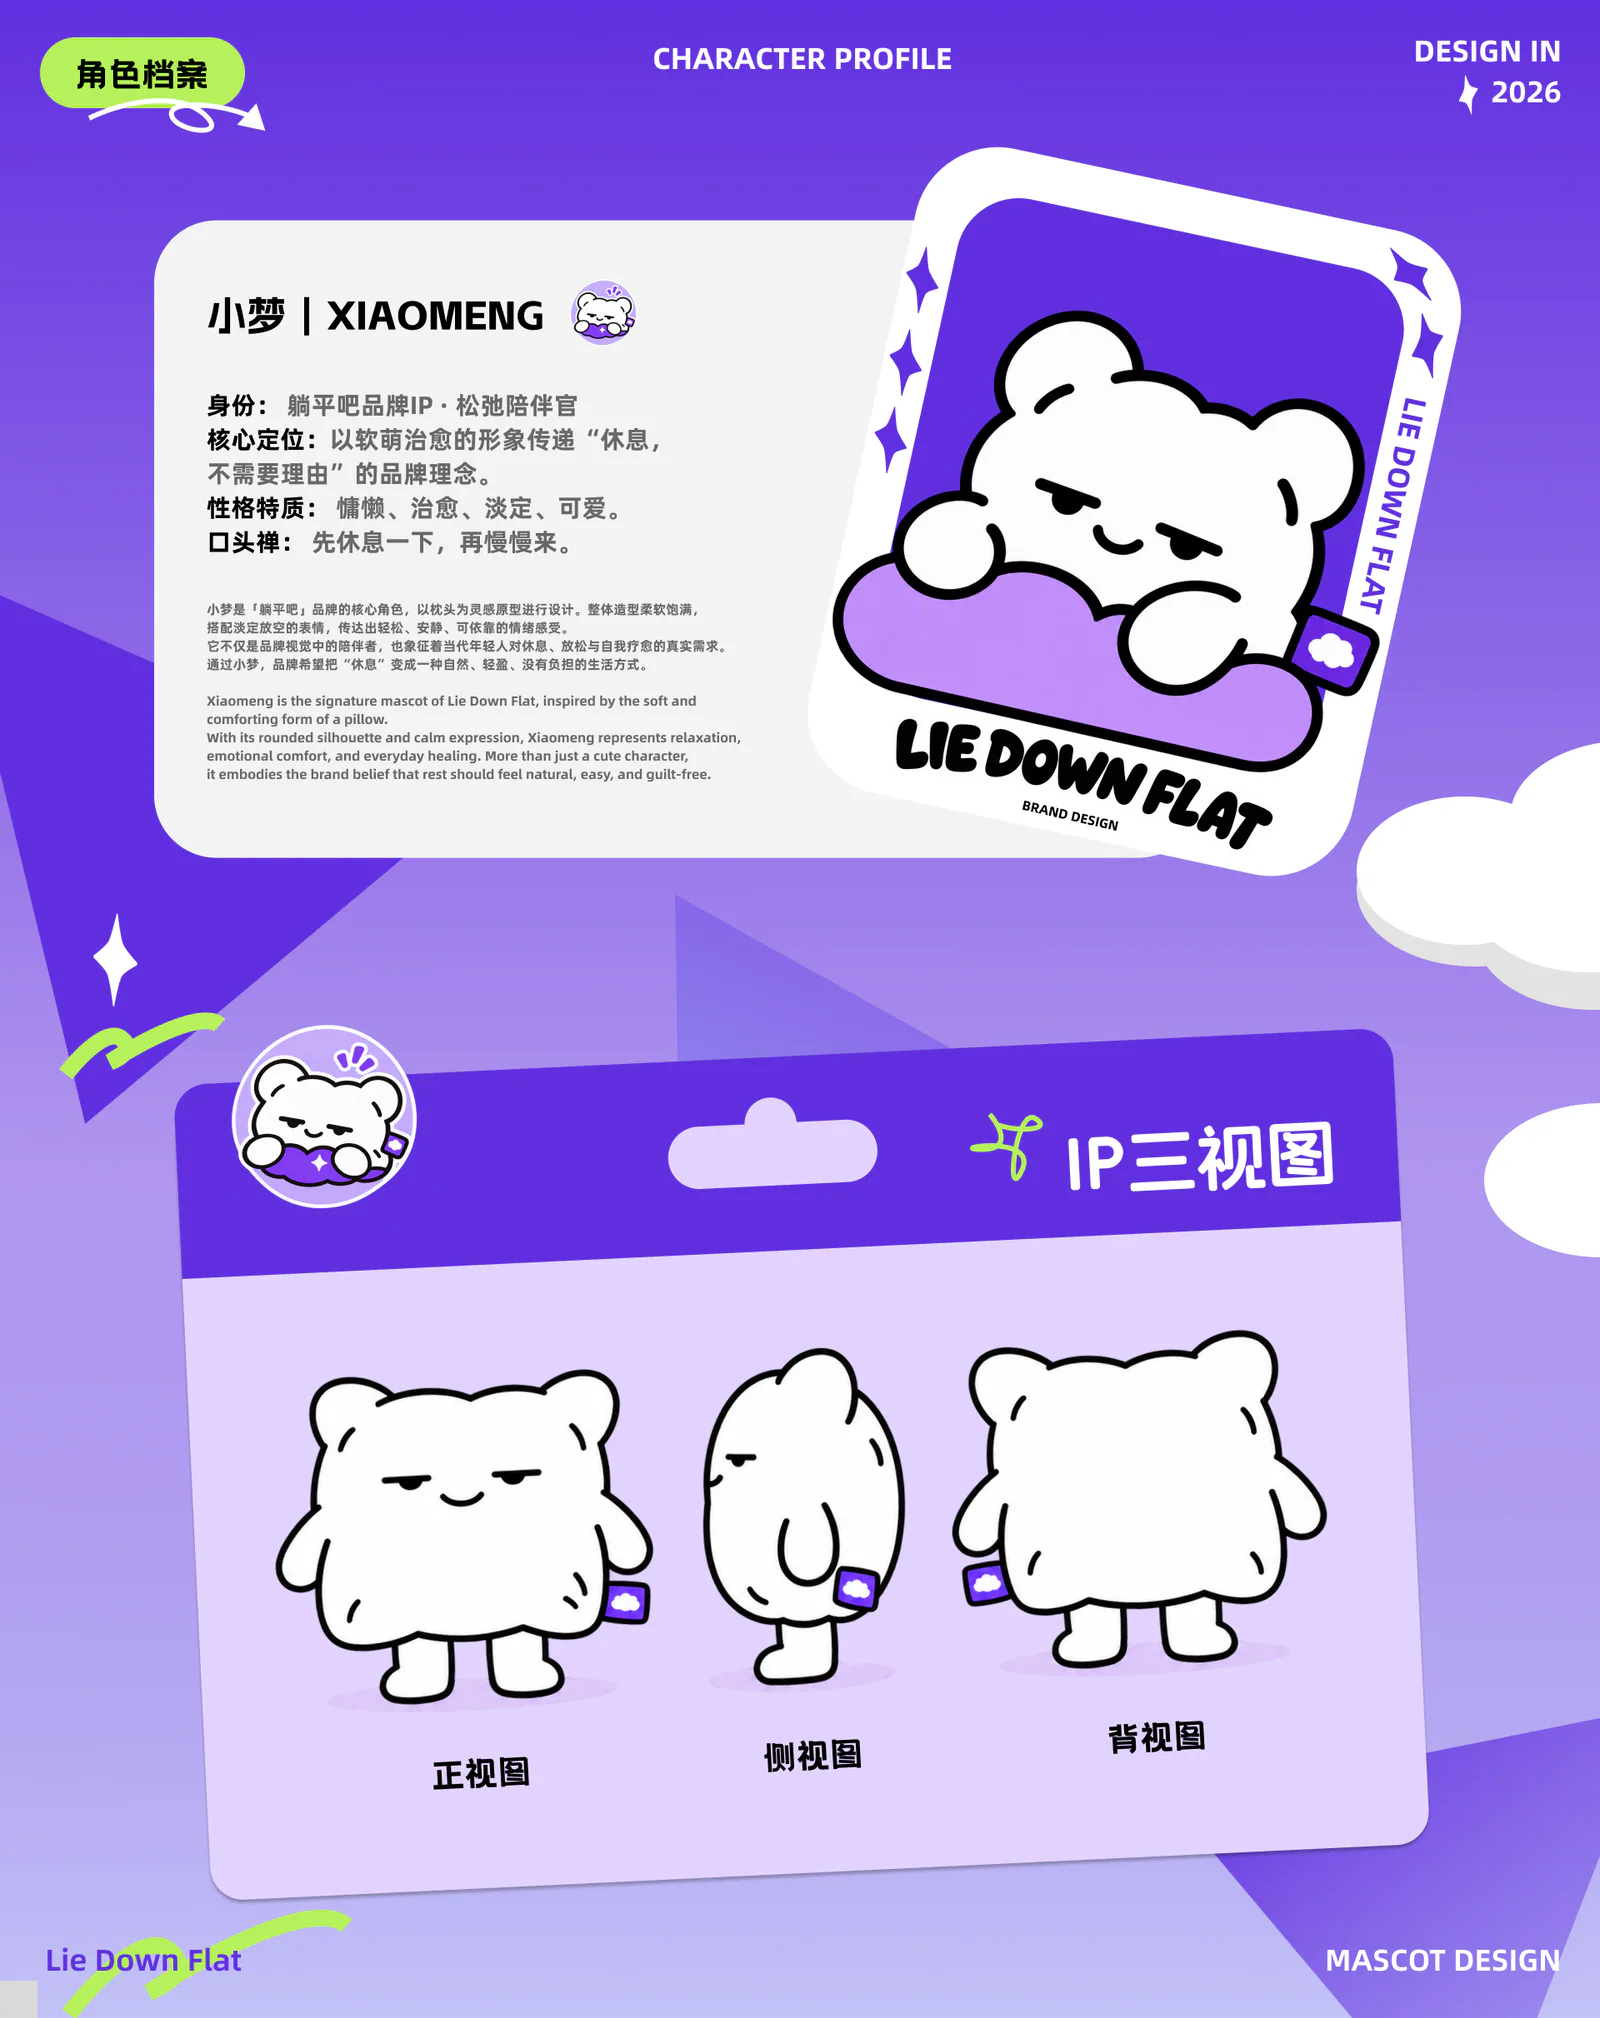 角色档案
CHARACTER PROFILE
DESIGN IN
2026
小梦 | XIAOMENG
身份： 躺平吧品牌IP · 松弛陪伴官
核心定位：以软萌治愈的形象传递“休息，
不需要理由”的品牌理念。
性格特质： 慵懒、治愈、淡定、可爱。
口头禅： 先休息一下，再慢慢来。
小梦是「躺平吧」品牌的核心角色，以枕头为灵感原型进行设计。整体造型柔软饱满，
搭配淡定放空的表情，传达出轻松、安静、可依靠的情绪感受。
它不仅是品牌视觉中的陪伴者，也象征着当代年轻人对休息、放松与自我疗愈的真实需求。
通过小梦，品牌希望把“休息”变成一种自然、轻盈、没有负担的生活方式。
Xiaomeng is the signature mascot of Lie Down Flat, inspired by the soft and
comforting form of a pillow.
With its rounded silhouette and calm expression, Xiaomeng represents relaxation,
emotional comfort, and everyday healing. More than just a cute character,
it embodies the brand belief that rest should feel natural, easy, and guilt-free.
LIE DOWN FLAT
LIE DOWN FLAT
BRAND DESIGN
IP三视图
正视图
侧视图
背视图
Lie Down Flat
MASCOT DESIGN